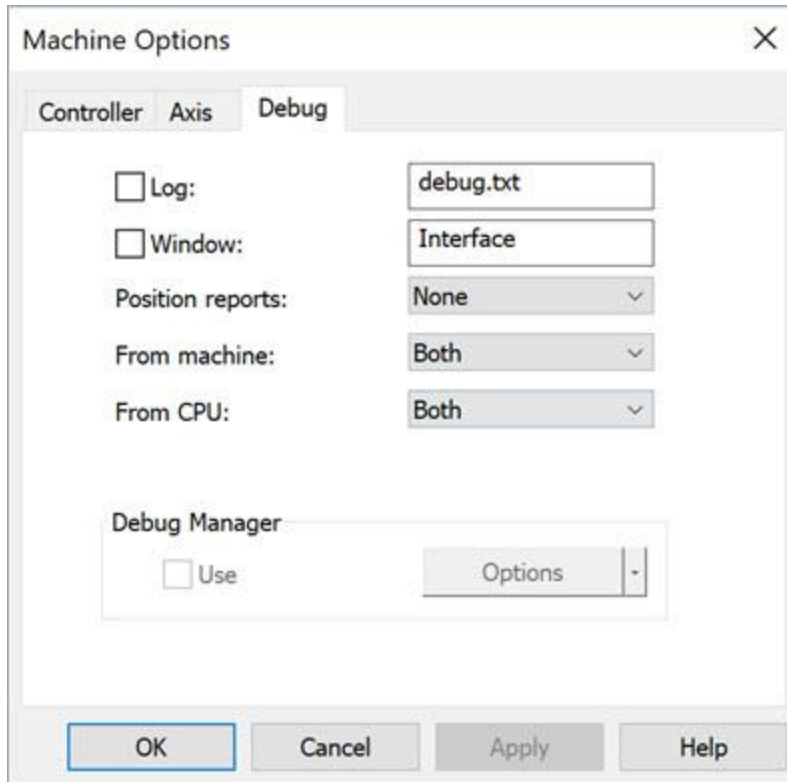 Machine Options
Controller Axis Debug
Log: debug.txt
Window: Interface
Position reports: None
From machine: Both
From CPU: Both
Debug Manager
Use Options
OK Cancel Apply Help